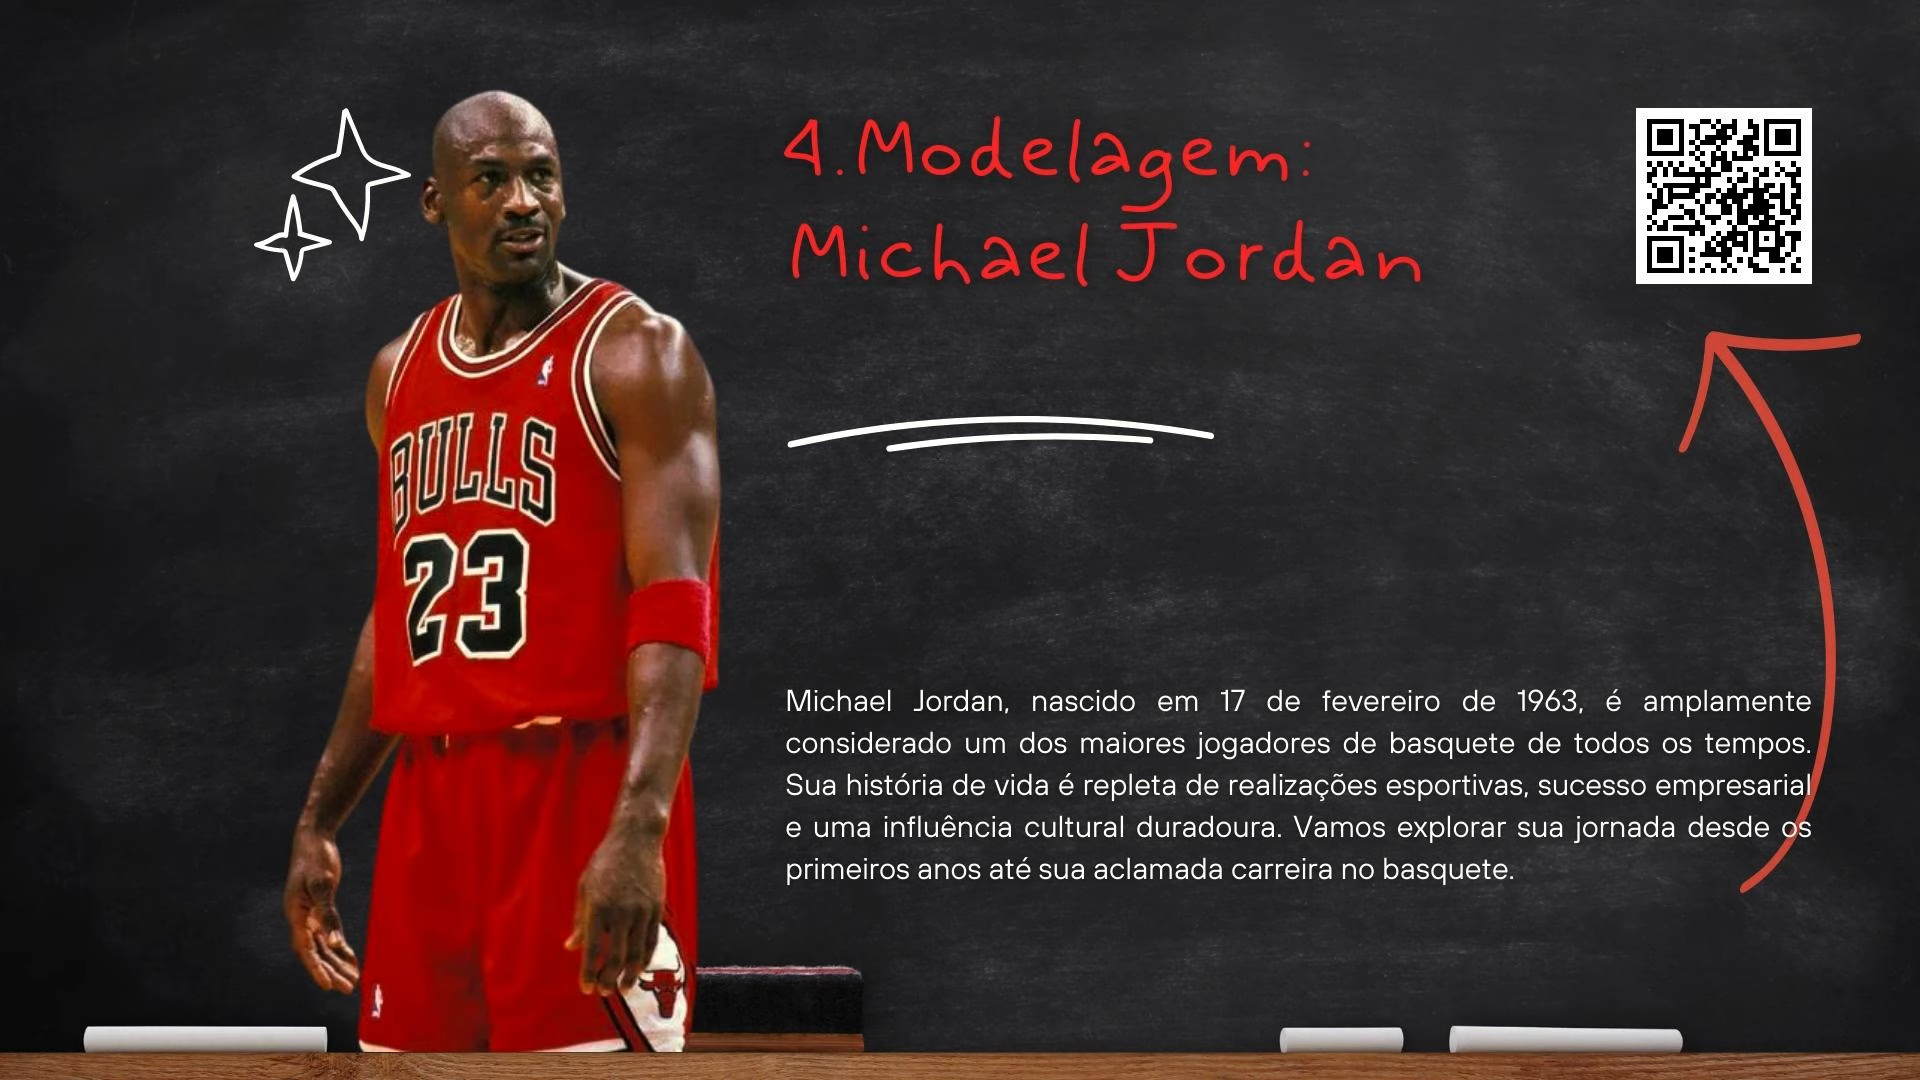 4.Modelagem:
Michael Jordan
BULLS
23
Michael Jordan, nascido em 17 de fevereiro de 1963, é amplamente
considerado um dos maiores jogadores de basquete de todos os tempos.
Sua história de vida é repleta de realizações esportivas, sucesso empresarial
e uma influência cultural duradoura. Vamos explorar sua jornada desde os
primeiros anos até sua aclamada carreira no basquete.